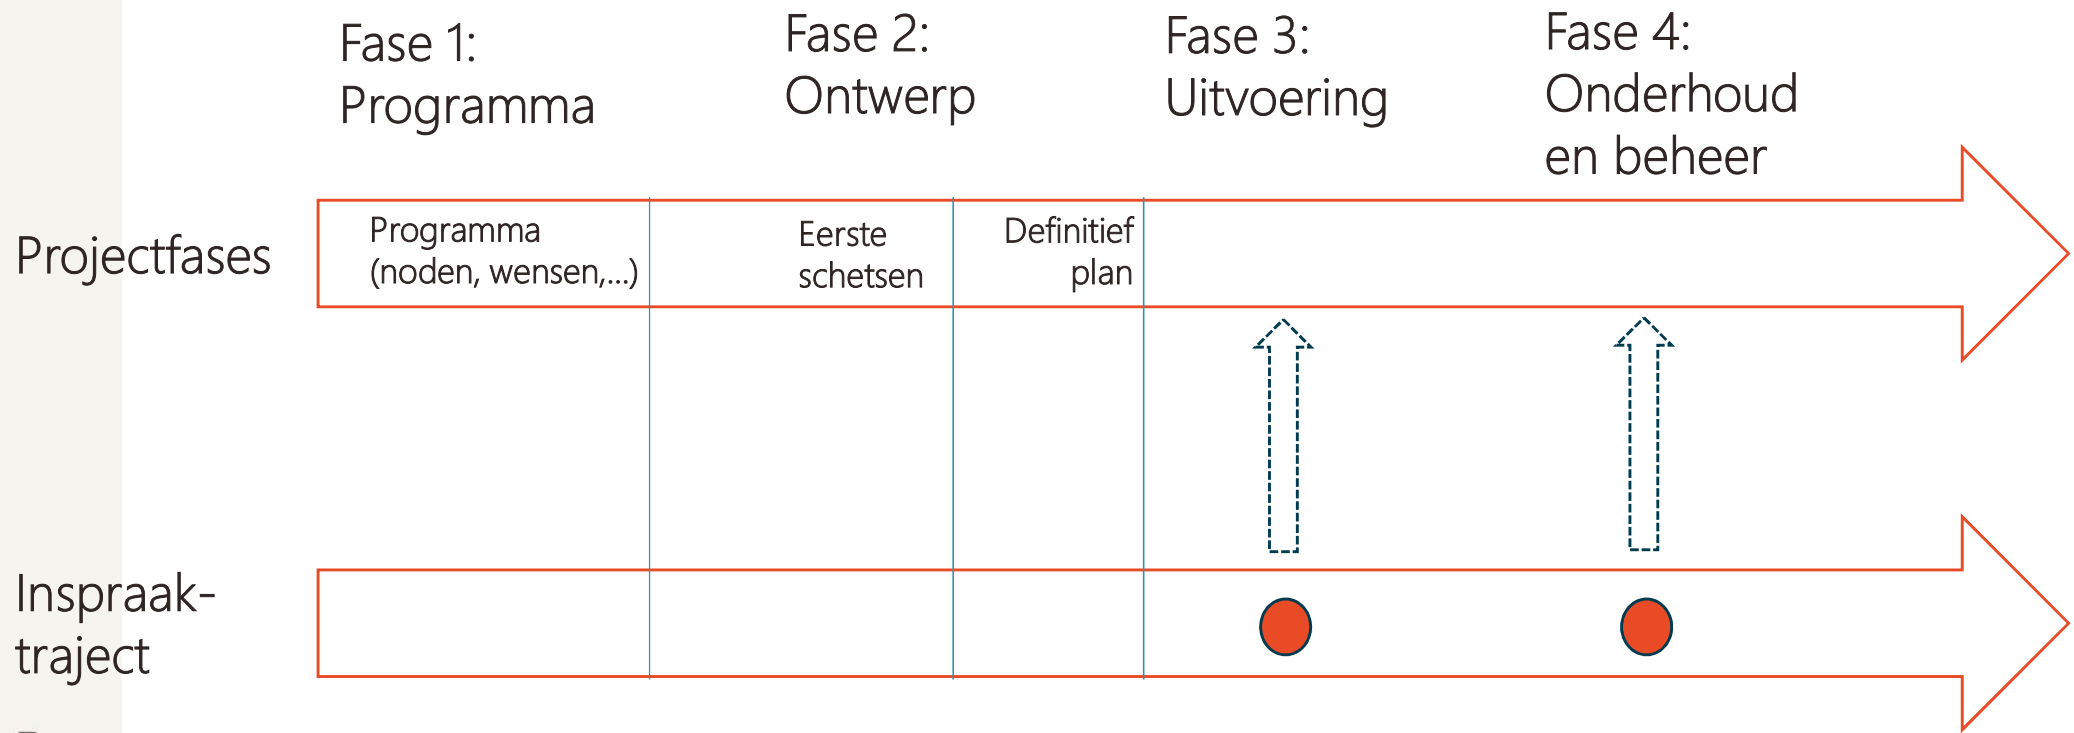 Fase 1:
Programma
Fase 2:
Ontwerp
Fase 3:
Uitvoering
Fase 4:
Onderhoud
en beheer
Projectfases
Programma
(noden, wensen,...)
Eerste
schetsen
Definitief
plan
Inspraak-
traject